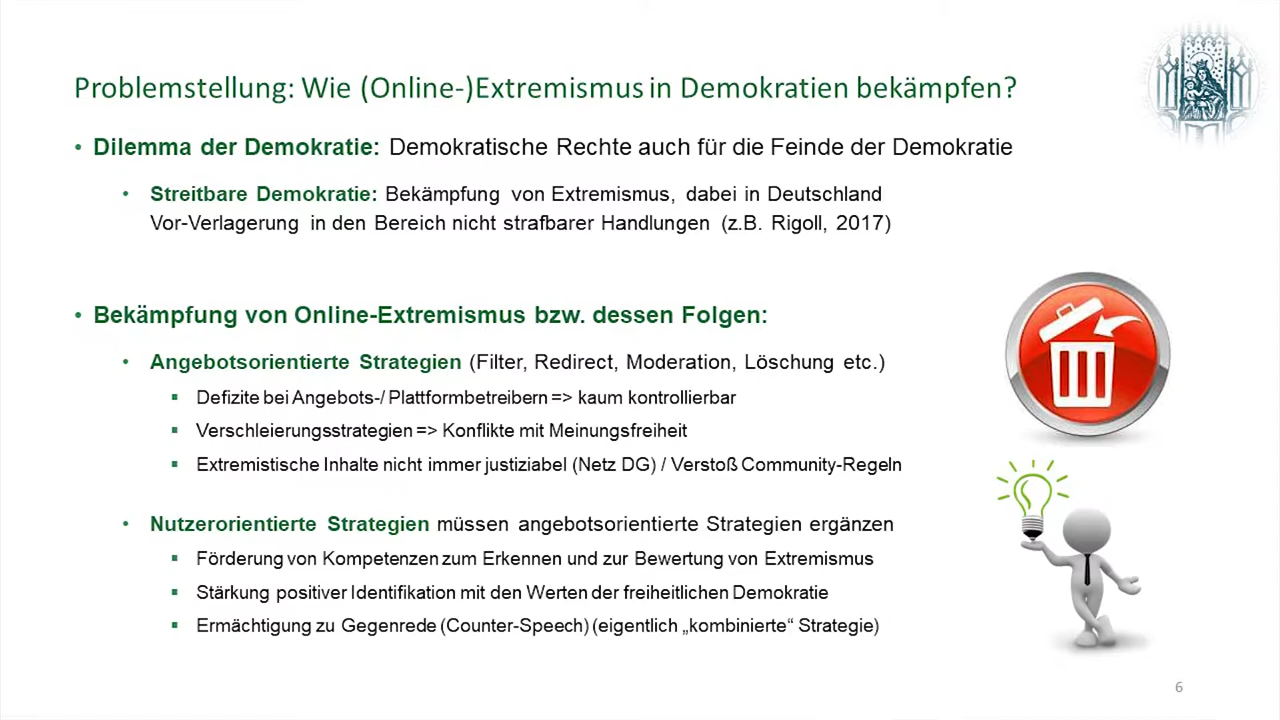 Problemstellung: Wie (Online-)Extremismus in Demokratien bekämpfen?
• Dilemma der Demokratie: Demokratische Rechte auch für die Feinde der Demokratie
• Streitbare Demokratie: Bekämpfung von Extremismus, dabei in Deutschland
Vor-Verlagerung in den Bereich nicht strafbarer Handlungen (z.B. Rigoll, 2017)
• Bekämpfung von Online-Extremismus bzw. dessen Folgen:
• Angebotsorientierte Strategien (Filter, Redirect, Moderation, Löschung etc.)
▪ Defizite bei Angebots-/ Plattformbetreibern => kaum kontrollierbar
▪ Verschleierungsstrategien => Konflikte mit Meinungsfreiheit
▪ Extremistische Inhalte nicht immer justiziabel (Netz DG) / Verstoß Community-Regeln
• Nutzerorientierte Strategien müssen angebotsorientierte Strategien ergänzen
▪ Förderung von Kompetenzen zum Erkennen und zur Bewertung von Extremismus
▪ Stärkung positiver Identifikation mit den Werten der freiheitlichen Demokratie
▪ Ermächtigung zu Gegenrede (Counter-Speech) (eigentlich „kombinierte“ Strategie)
6